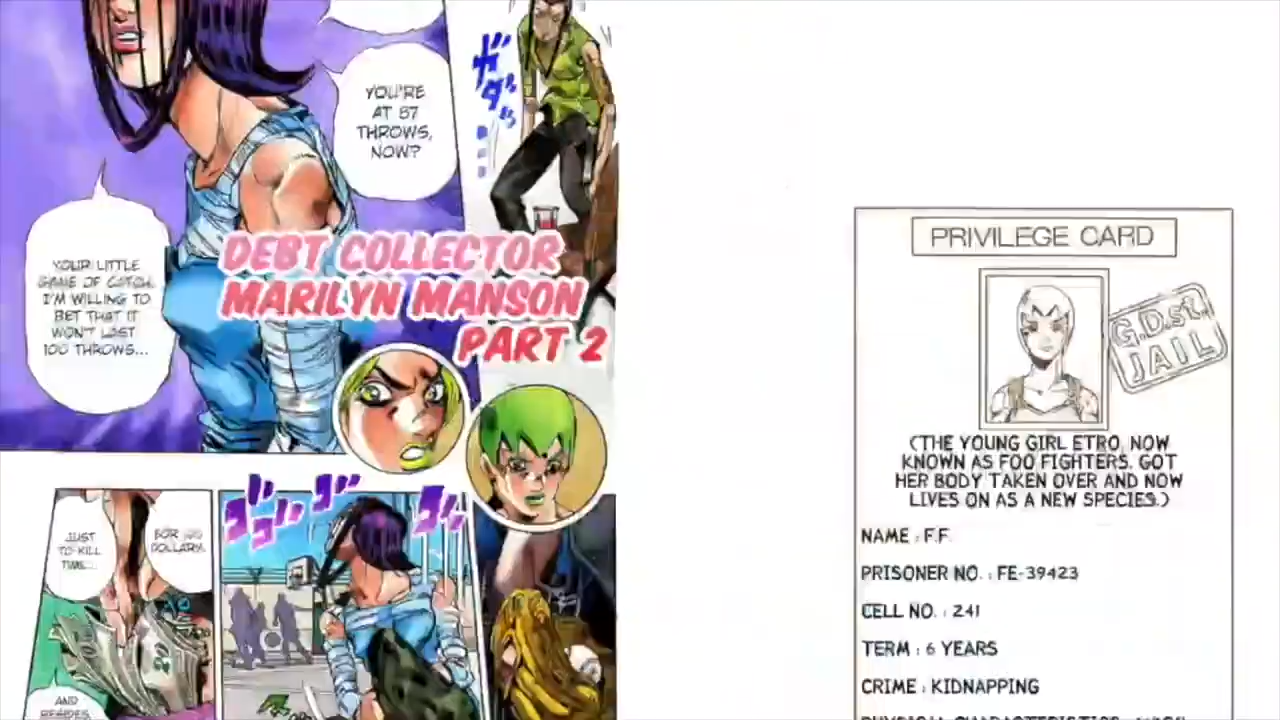 YOU'RE
AT 57
THROWS,
NOW?
YOUR LITTLE
GAME OF CATCH.
I'M WILLING TO
BET THAT IT
WON'T LAST
100 THROWS...
DEBT COLLECTOR
MARILYN MANSON
PART 2
JUST
TO KILL
TIME...
FOR 100
DOLLARS.
AND
BESIDES
PRIVILEGE CARD
G.D.st.
JAIL
(THE YOUNG GIRL ETRO, NOW
KNOWN AS FOO FIGHTERS. GOT
HER BODY TAKEN OVER AND NOW
LIVES ON AS A NEW SPECIES.)
NAME : F.F.
PRISONER NO. : FE-39423
CELL NO. : 241
TERM : 6 YEARS
CRIME : KIDNAPPING